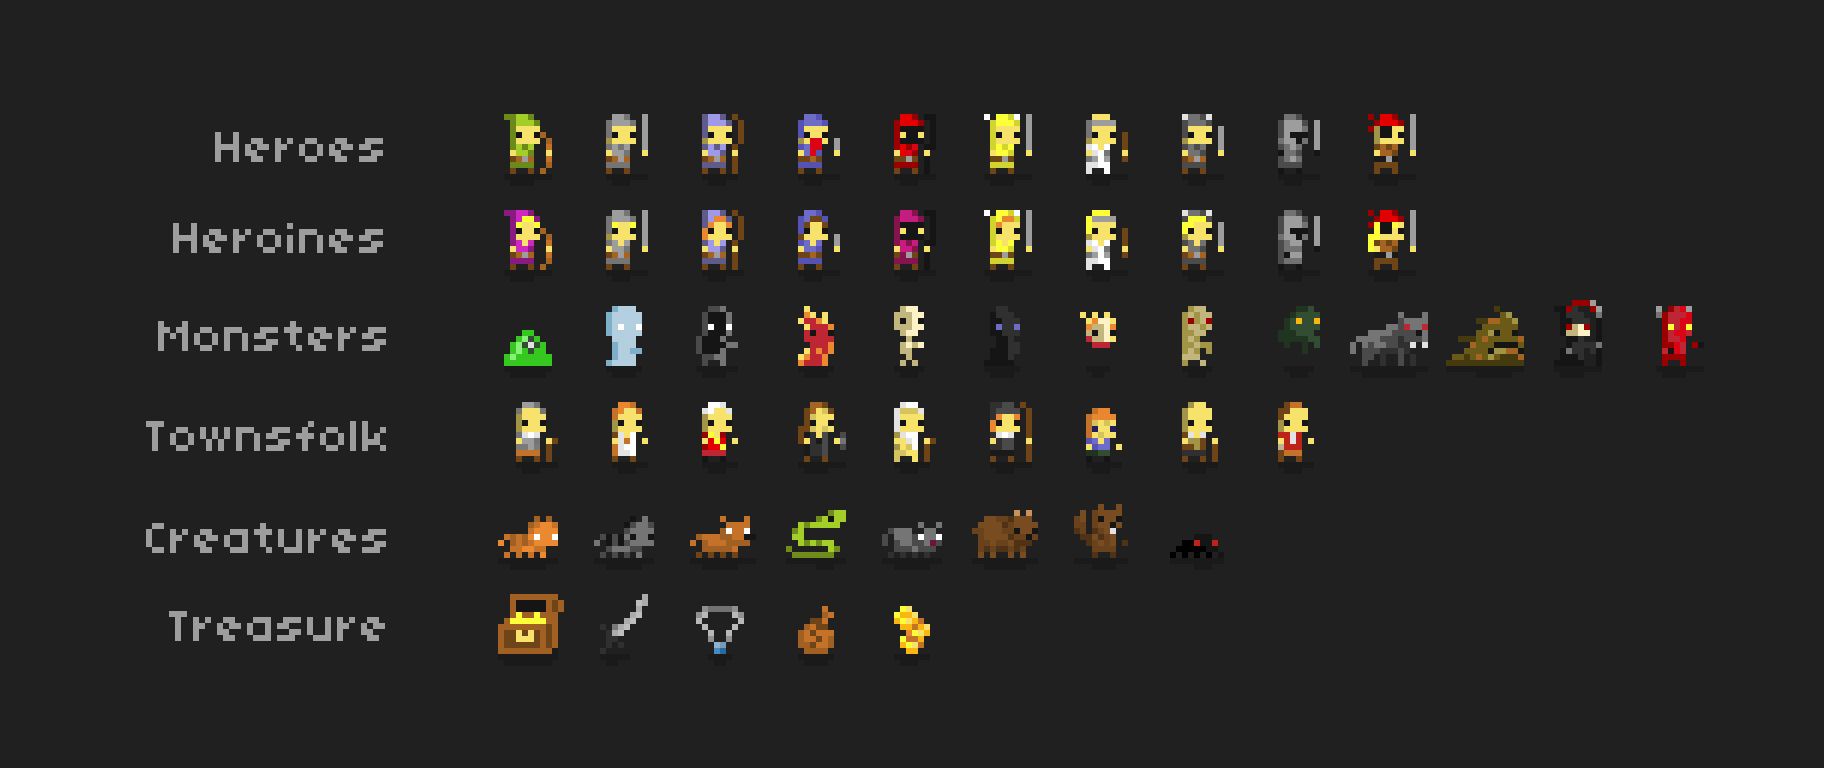 Heroes
Heroines
Monsters
Townsfolk
Creatures
Treasure